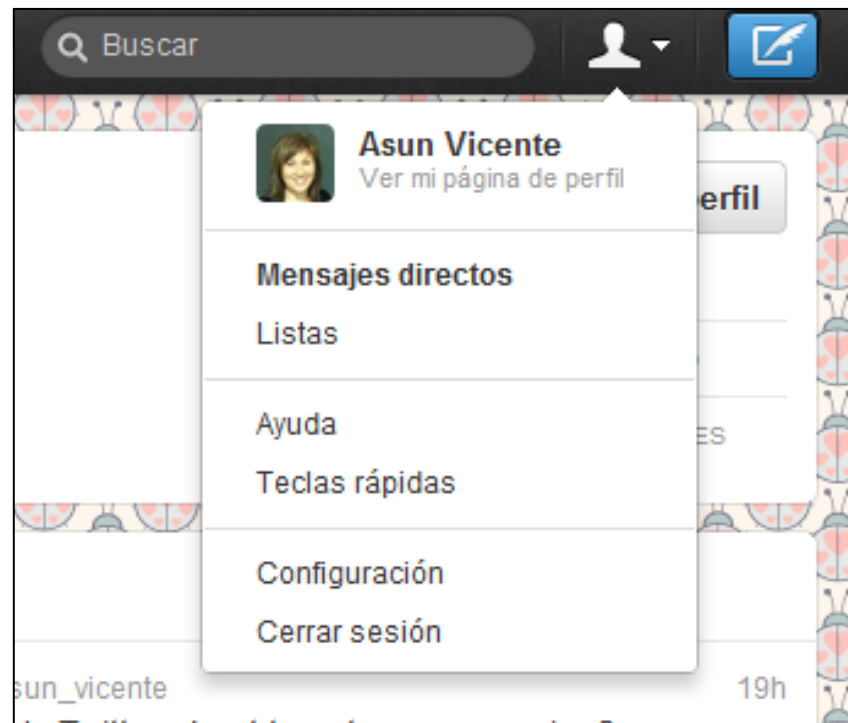 Buscar
Asun Vicente
Ver mi página de perfil
erfil
Mensajes directos
Listas
Ayuda
ES
Teclas rápidas
Configuración
Cerrar sesión
sun_vicente 19h